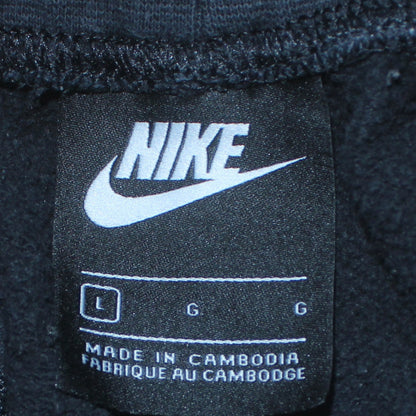 NIKE
L G G
MADE IN CAMBODIA
FABRIQUE AU CAMBODGE